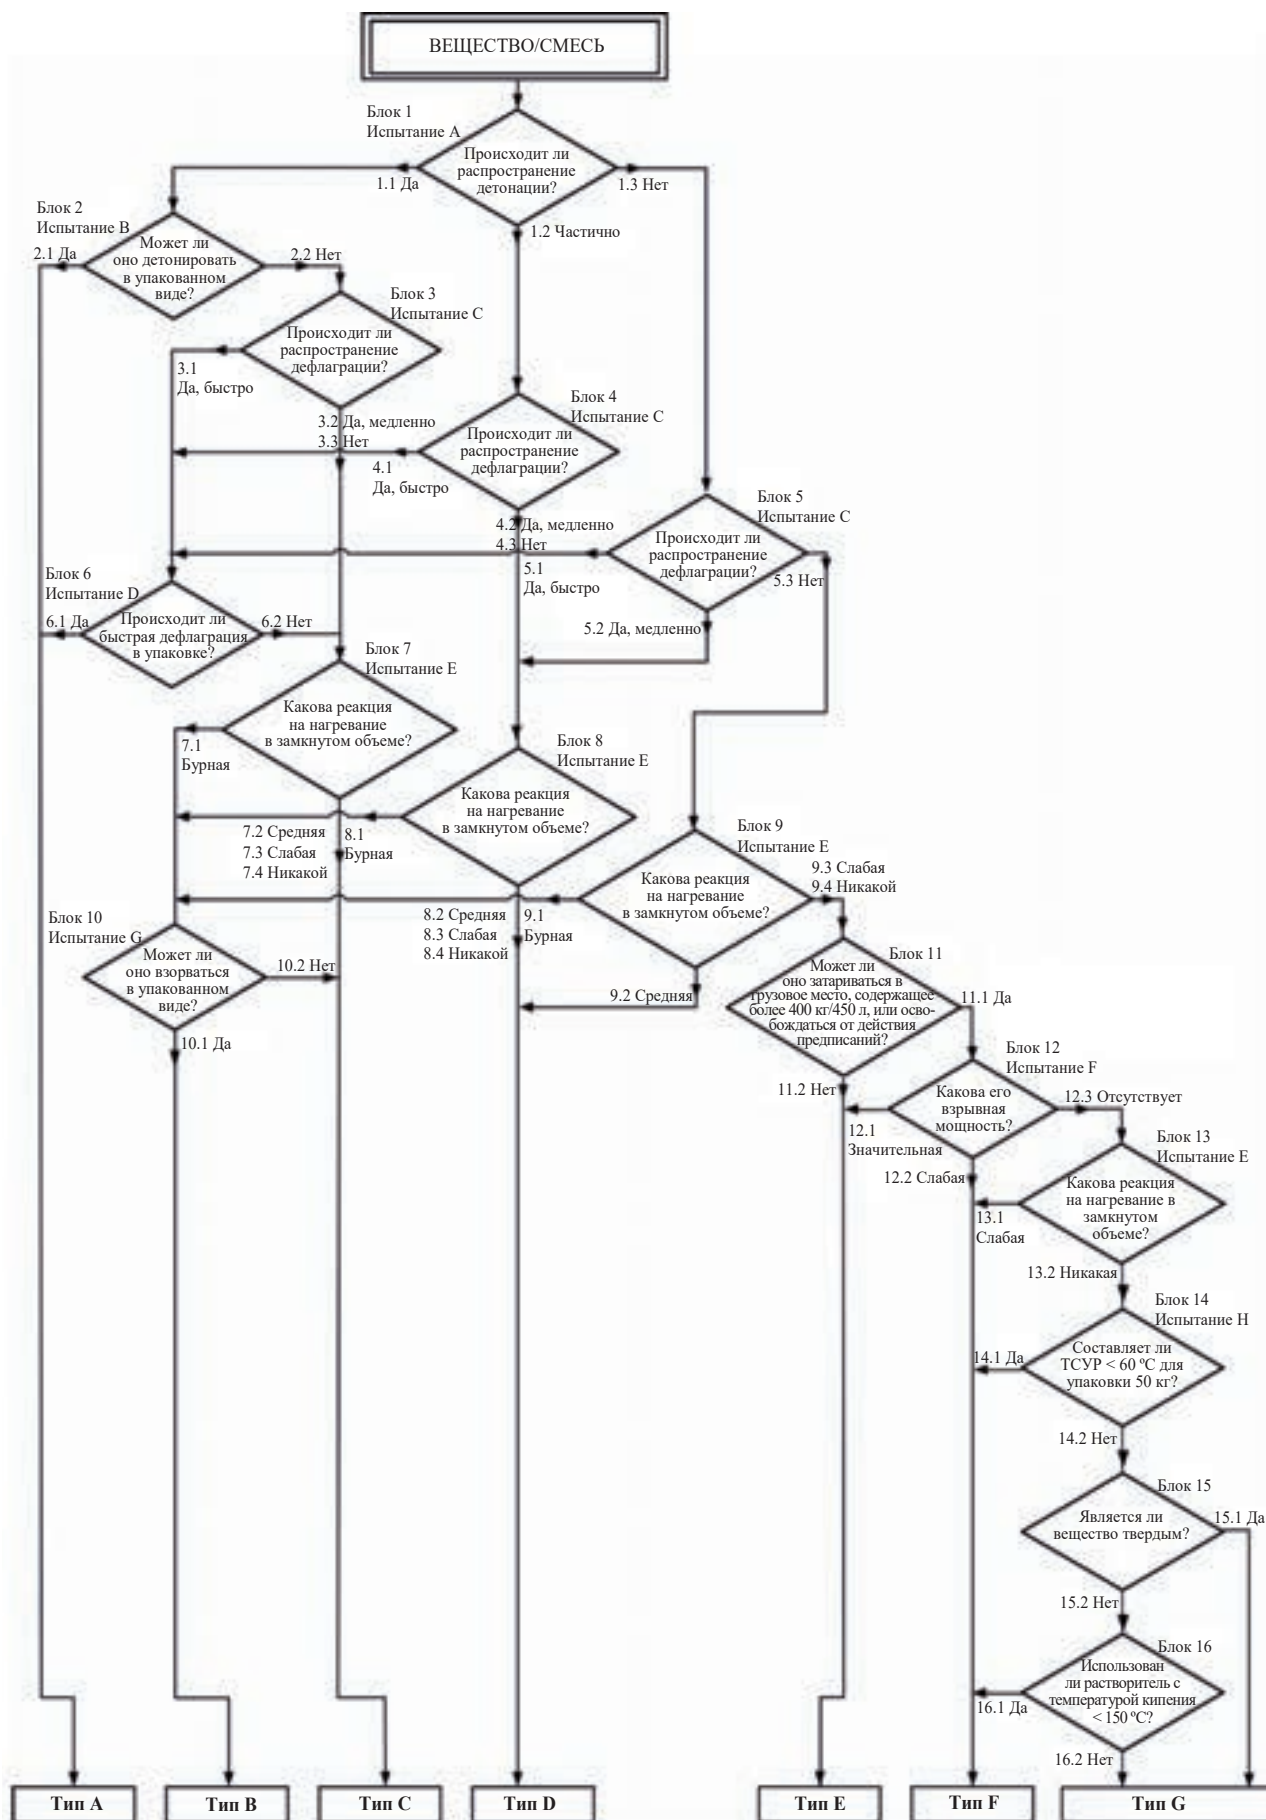 ВЕЩЕСТВО/СМЕСЬ
Блок 1
Испытание A
Происходит ли
распространение
детонации?
1.1 Да
1.3 Нет
1.2 Частично
Блок 2
Испытание B
Может ли
оно детонировать
в упакованном
виде?
2.1 Да
2.2 Нет
Блок 3
Испытание C
Происходит ли
распространение
дефлаграции?
3.1
Да, быстро
3.2 Да, медленно
3.3 Нет
Блок 4
Испытание C
Происходит ли
распространение
дефлаграции?
4.1
Да, быстро
4.2 Да, медленно
4.3 Нет
Блок 5
Испытание C
Происходит ли
распространение
дефлаграции?
5.1
Да, быстро
5.3 Нет
5.2 Да, медленно
Блок 6
Испытание D
Происходит ли
быстрая дефлаграция
в упаковке?
6.1 Да
6.2 Нет
Блок 7
Испытание E
Какова реакция
на нагревание
в замкнутом объеме?
7.1
Бурная
7.2 Средняя
7.3 Слабая
7.4 Никакой
Блок 8
Испытание E
Какова реакция
на нагревание
в замкнутом объеме?
8.1
Бурная
8.2 Средняя
8.3 Слабая
8.4 Никакой
Блок 9
Испытание E
Какова реакция
на нагревание
в замкнутом объеме?
9.3 Слабая
9.4 Никакой
9.1
Бурная
9.2 Средняя
Блок 10
Испытание G
Может ли
оно взорваться
в упакованном
виде?
10.2 Нет
10.1 Да
Блок 11
Может ли
оно затариваться в
грузовое место, содержащее
более 400 кг/450 л, или осво-
бождаться от действия
предписаний?
11.1 Да
11.2 Нет
Блок 12
Испытание F
Какова его
взрывная
мощность?
12.3 Отсутствует
12.1
Значительная
12.2 Слабая
Блок 13
Испытание E
Какова реакция
на нагревание в
замкнутом
объеме?
13.1
Слабая
13.2 Никакая
Блок 14
Испытание H
Составляет ли
ТСУР < 60 ºC для
упаковки 50 кг?
14.1 Да
14.2 Нет
Блок 15
Является ли
вещество твердым?
15.1 Да
15.2 Нет
Блок 16
Использован
ли растворитель с
температурой кипения
< 150 ºC?
16.1 Да
16.2 Нет
Тип A
Тип B
Тип C
Тип D
Тип E
Тип F
Тип G